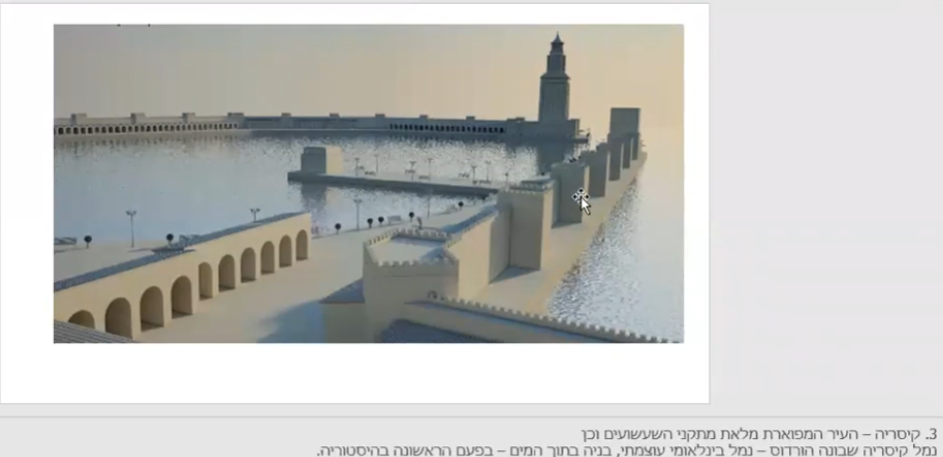 3. קיסריה – העיר המפוארת מלאת מתקני השעשועים וכן
נמל קיסריה שבונה הורדוס – נמל בינלאומי עוצמתי, בניה בתוך המים – בפעם הראשונה בהיסטוריה.